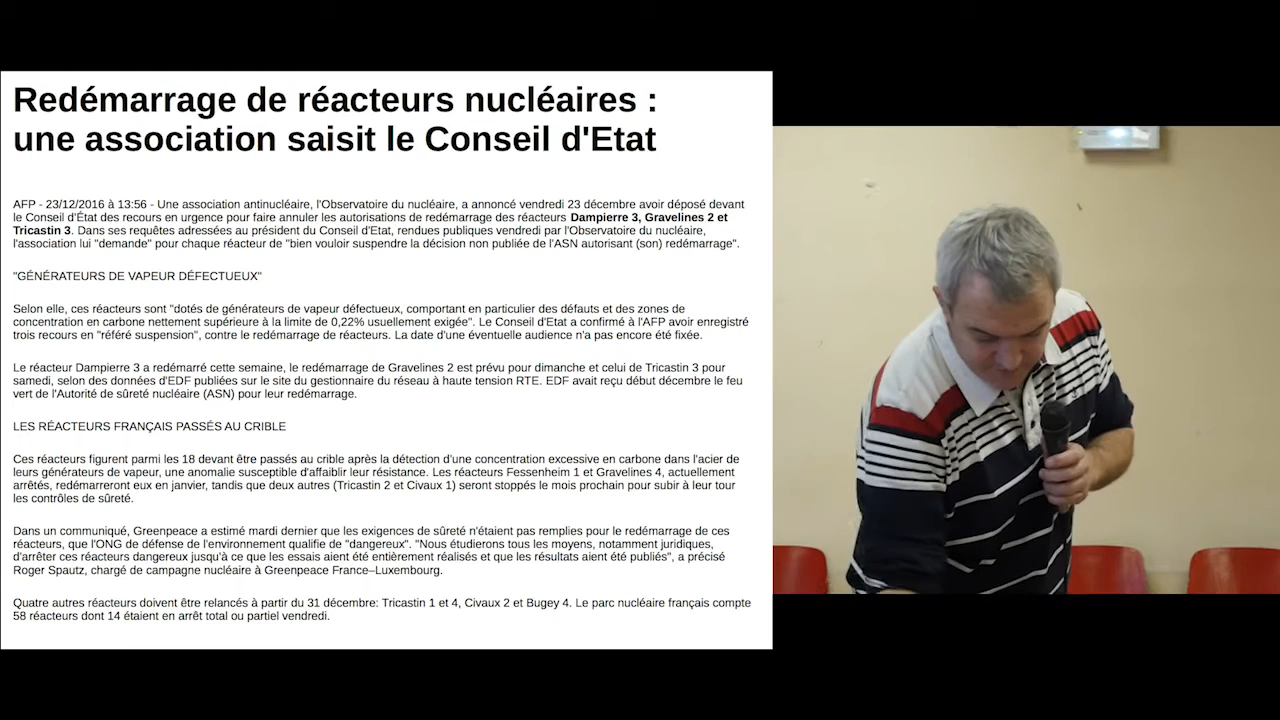 Redémarrage de réacteurs nucléaires :
une association saisit le Conseil d'Etat
AFP - 23/12/2016 à 13:56 - Une association antinucléaire, l'Observatoire du nucléaire, a annoncé vendredi 23 décembre avoir déposé devant
le Conseil d'État des recours en urgence pour faire annuler les autorisations de redémarrage des réacteurs Dampierre 3, Gravelines 2 et
Tricastin 3. Dans ses requêtes adressées au président du Conseil d'Etat, rendues publiques vendredi par l'Observatoire du nucléaire,
l'association lui "demande" pour chaque réacteur de "bien vouloir suspendre la décision non publiée de l'ASN autorisant (son) redémarrage".
"GÉNÉRATEURS DE VAPEUR DÉFECTUEUX"
Selon elle, ces réacteurs sont "dotés de générateurs de vapeur défectueux, comportant en particulier des défauts et des zones de
concentration en carbone nettement supérieure à la limite de 0,22% usuellement exigée". Le Conseil d'Etat a confirmé à l'AFP avoir enregistré
trois recours en "référé suspension", contre le redémarrage de réacteurs. La date d'une éventuelle audience n'a pas encore été fixée.
Le réacteur Dampierre 3 a redémarré cette semaine, le redémarrage de Gravelines 2 est prévu pour dimanche et celui de Tricastin 3 pour
samedi, selon des données d'EDF publiées sur le site du gestionnaire du réseau à haute tension RTE. EDF avait reçu début décembre le feu
vert de l'Autorité de sûreté nucléaire (ASN) pour leur redémarrage.
LES RÉACTEURS FRANÇAIS PASSÉS AU CRIBLE
Ces réacteurs figurent parmi les 18 devant être passés au crible après la détection d'une concentration excessive en carbone dans l'acier de
leurs générateurs de vapeur, une anomalie susceptible d'affaiblir leur résistance. Les réacteurs Fessenheim 1 et Gravelines 4, actuellement
arrêtés, redémarreront eux en janvier, tandis que deux autres (Tricastin 2 et Civaux 1) seront stoppés le mois prochain pour subir à leur tour
les contrôles de sûreté.
Dans un communiqué, Greenpeace a estimé mardi dernier que les exigences de sûreté n'étaient pas remplies pour le redémarrage de ces
réacteurs, que l'ONG de défense de l'environnement qualifie de "dangereux". "Nous étudierons tous les moyens, notamment juridiques,
d'arrêter ces réacteurs dangereux jusqu'à ce que les essais aient été entièrement réalisés et que les résultats aient été publiés", a précisé
Roger Spautz, chargé de campagne nucléaire à Greenpeace France–Luxembourg.
Quatre autres réacteurs doivent être relancés à partir du 31 décembre: Tricastin 1 et 4, Civaux 2 et Bugey 4. Le parc nucléaire français compte
58 réacteurs dont 14 étaient en arrêt total ou partiel vendredi.